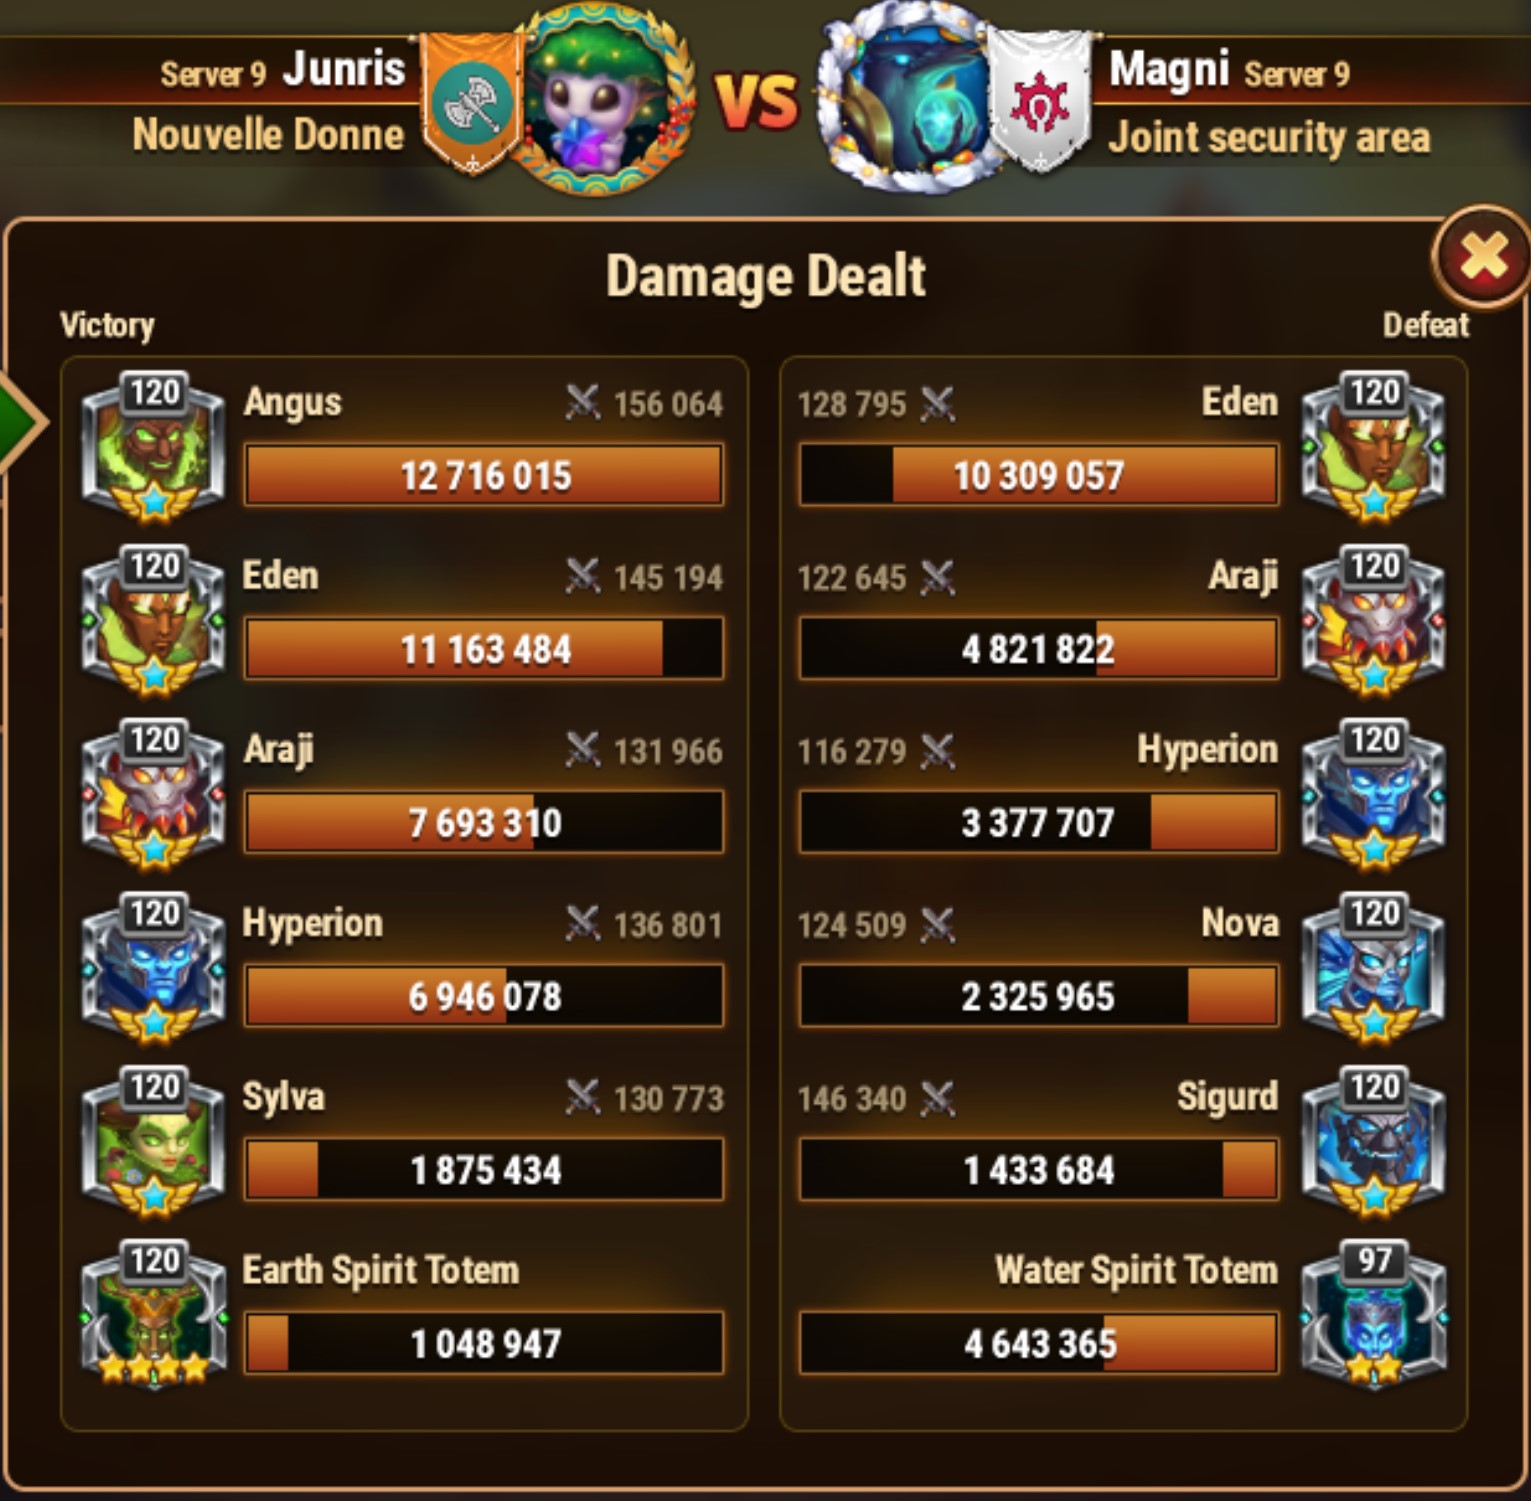 Server 9 Junris VS Magni Server 9
Nouvelle Donne Joint security area
Damage Dealt
Victory Defeat
120 Angus 156 064 128 795 Eden 120
12 716 015 10 309 057
120 Eden 145 194 122 645 Araji 120
11 163 484 4 821 822
120 Araji 131 966 116 279 Hyperion 120
7 693 310 3 377 707
120 Hyperion 136 801 124 509 Nova 120
6 946 078 2 325 965
120 Sylva 130 773 146 340 Sigurd 120
1 875 434 1 433 684
120 Earth Spirit Totem Water Spirit Totem 97
1 048 947 4 643 365